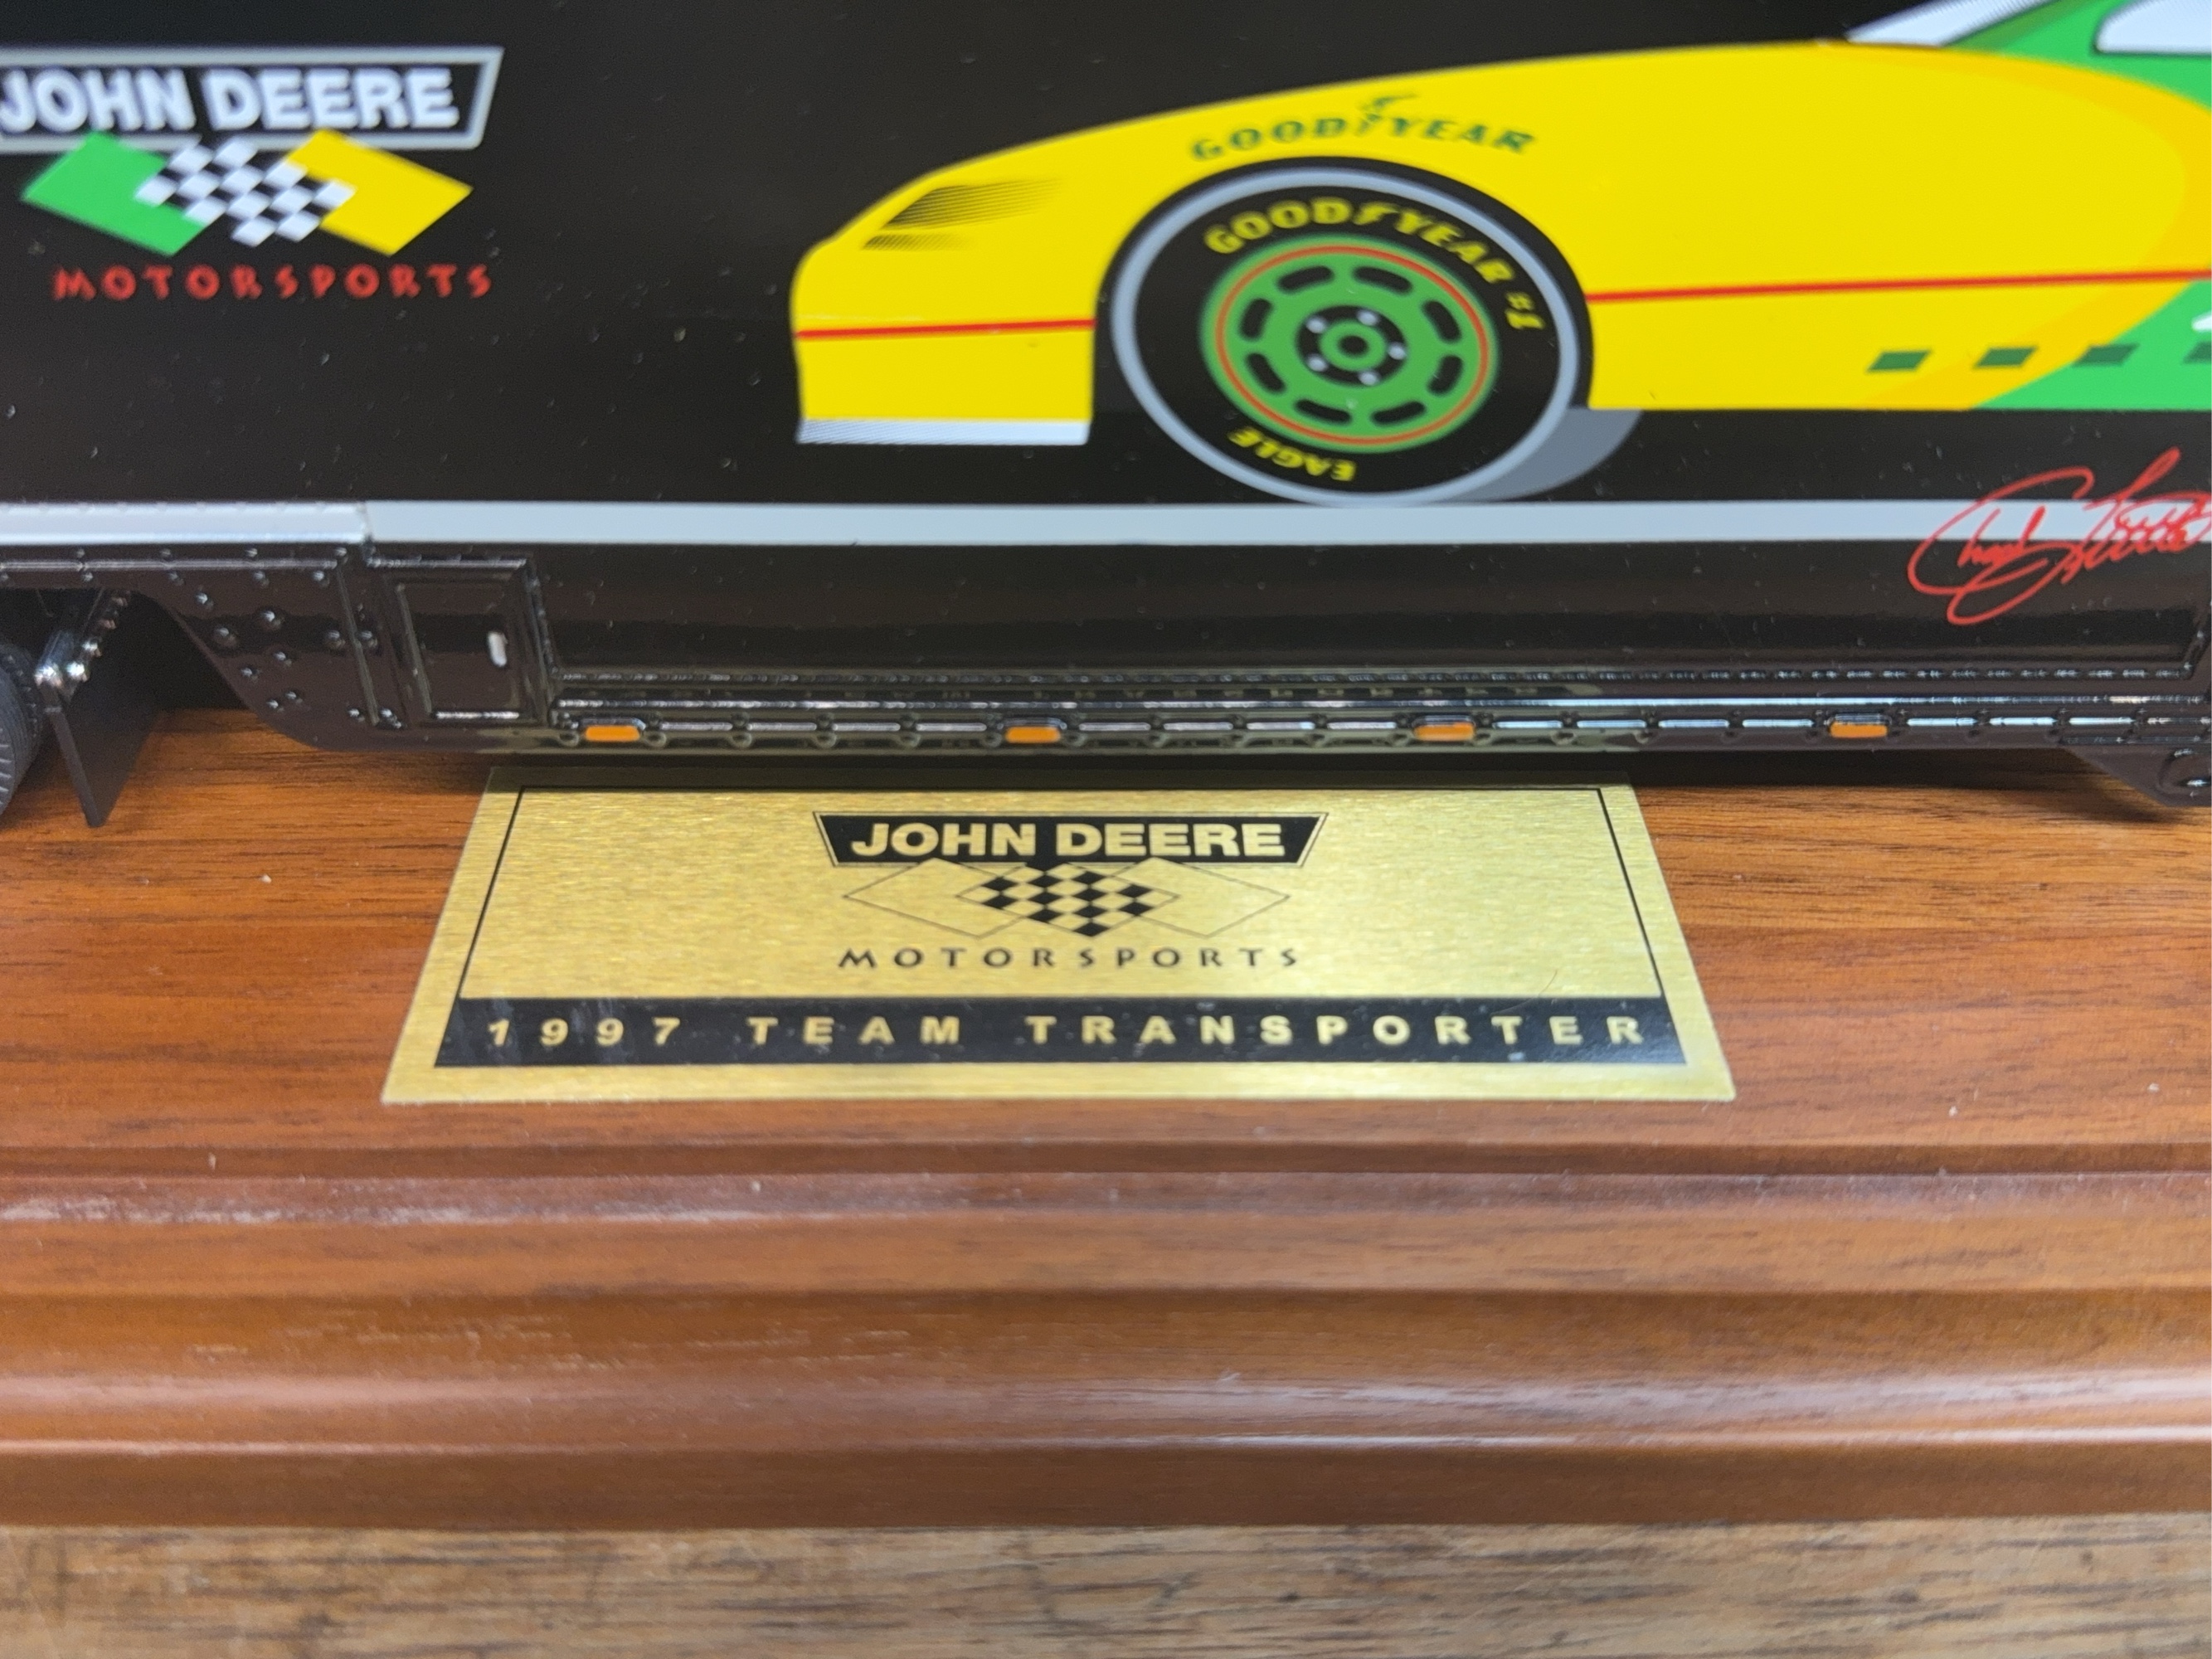 JOHN DEERE
MOTORSPORTS
GOODYEAR
GOODYEAR #1
EAGLE
JOHN DEERE
MOTORSPORTS
1997 TEAM TRANSPORTER